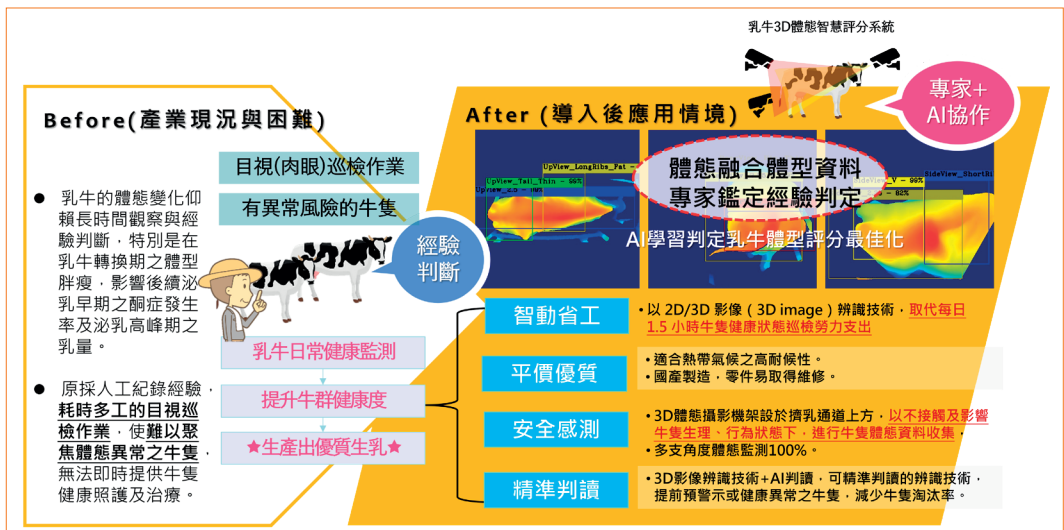 乳牛3D體態智慧評分系統
專家+
AI協作
Before(產業現況與困難)
目視(肉眼)巡檢作業
有異常風險的牛隻
經驗
判斷
● 乳牛的體態變化仰
賴長時間觀察與經
驗判斷，特別是在
乳牛轉換期之體型
胖瘦，影響後續泌
乳早期之酮症發生
率及泌乳高峰期之
乳量。
● 原採人工紀錄經驗，
耗時多工的目視巡
檢作業，使難以聚
焦體態異常之牛隻，
無法即時提供牛隻
健康照護及治療。
乳牛日常健康監測
提升牛群健康度
★生產出優質生乳★
After (導入後應用情境)
UpView_LongRibs_Fat -
UpView_Tail_Thin - 99%
SideView_V - 99%
SideView_ShortRi
82%
體態融合體型資料
專家鑑定經驗判定
AI學習判定乳牛體型評分最佳化
智動省工
•以 2D/3D 影像（3D image）辨識技術，取代每日
1.5 小時牛隻健康狀態巡檢勞力支出
平價優質
•適合熱帶氣候之高耐候性。
•國產製造，零件易取得維修。
安全感測
•3D體態攝影機架設於擠乳通道上方，以不接觸及影響
牛隻生理、行為狀態下，進行牛隻體態資料收集，
•多支角度體態監測100%。
精準判讀
•3D影像辨識技術+AI判讀，可精準判讀的辨識技術，
提前預警示或健康異常之牛隻，減少牛隻淘汰率。